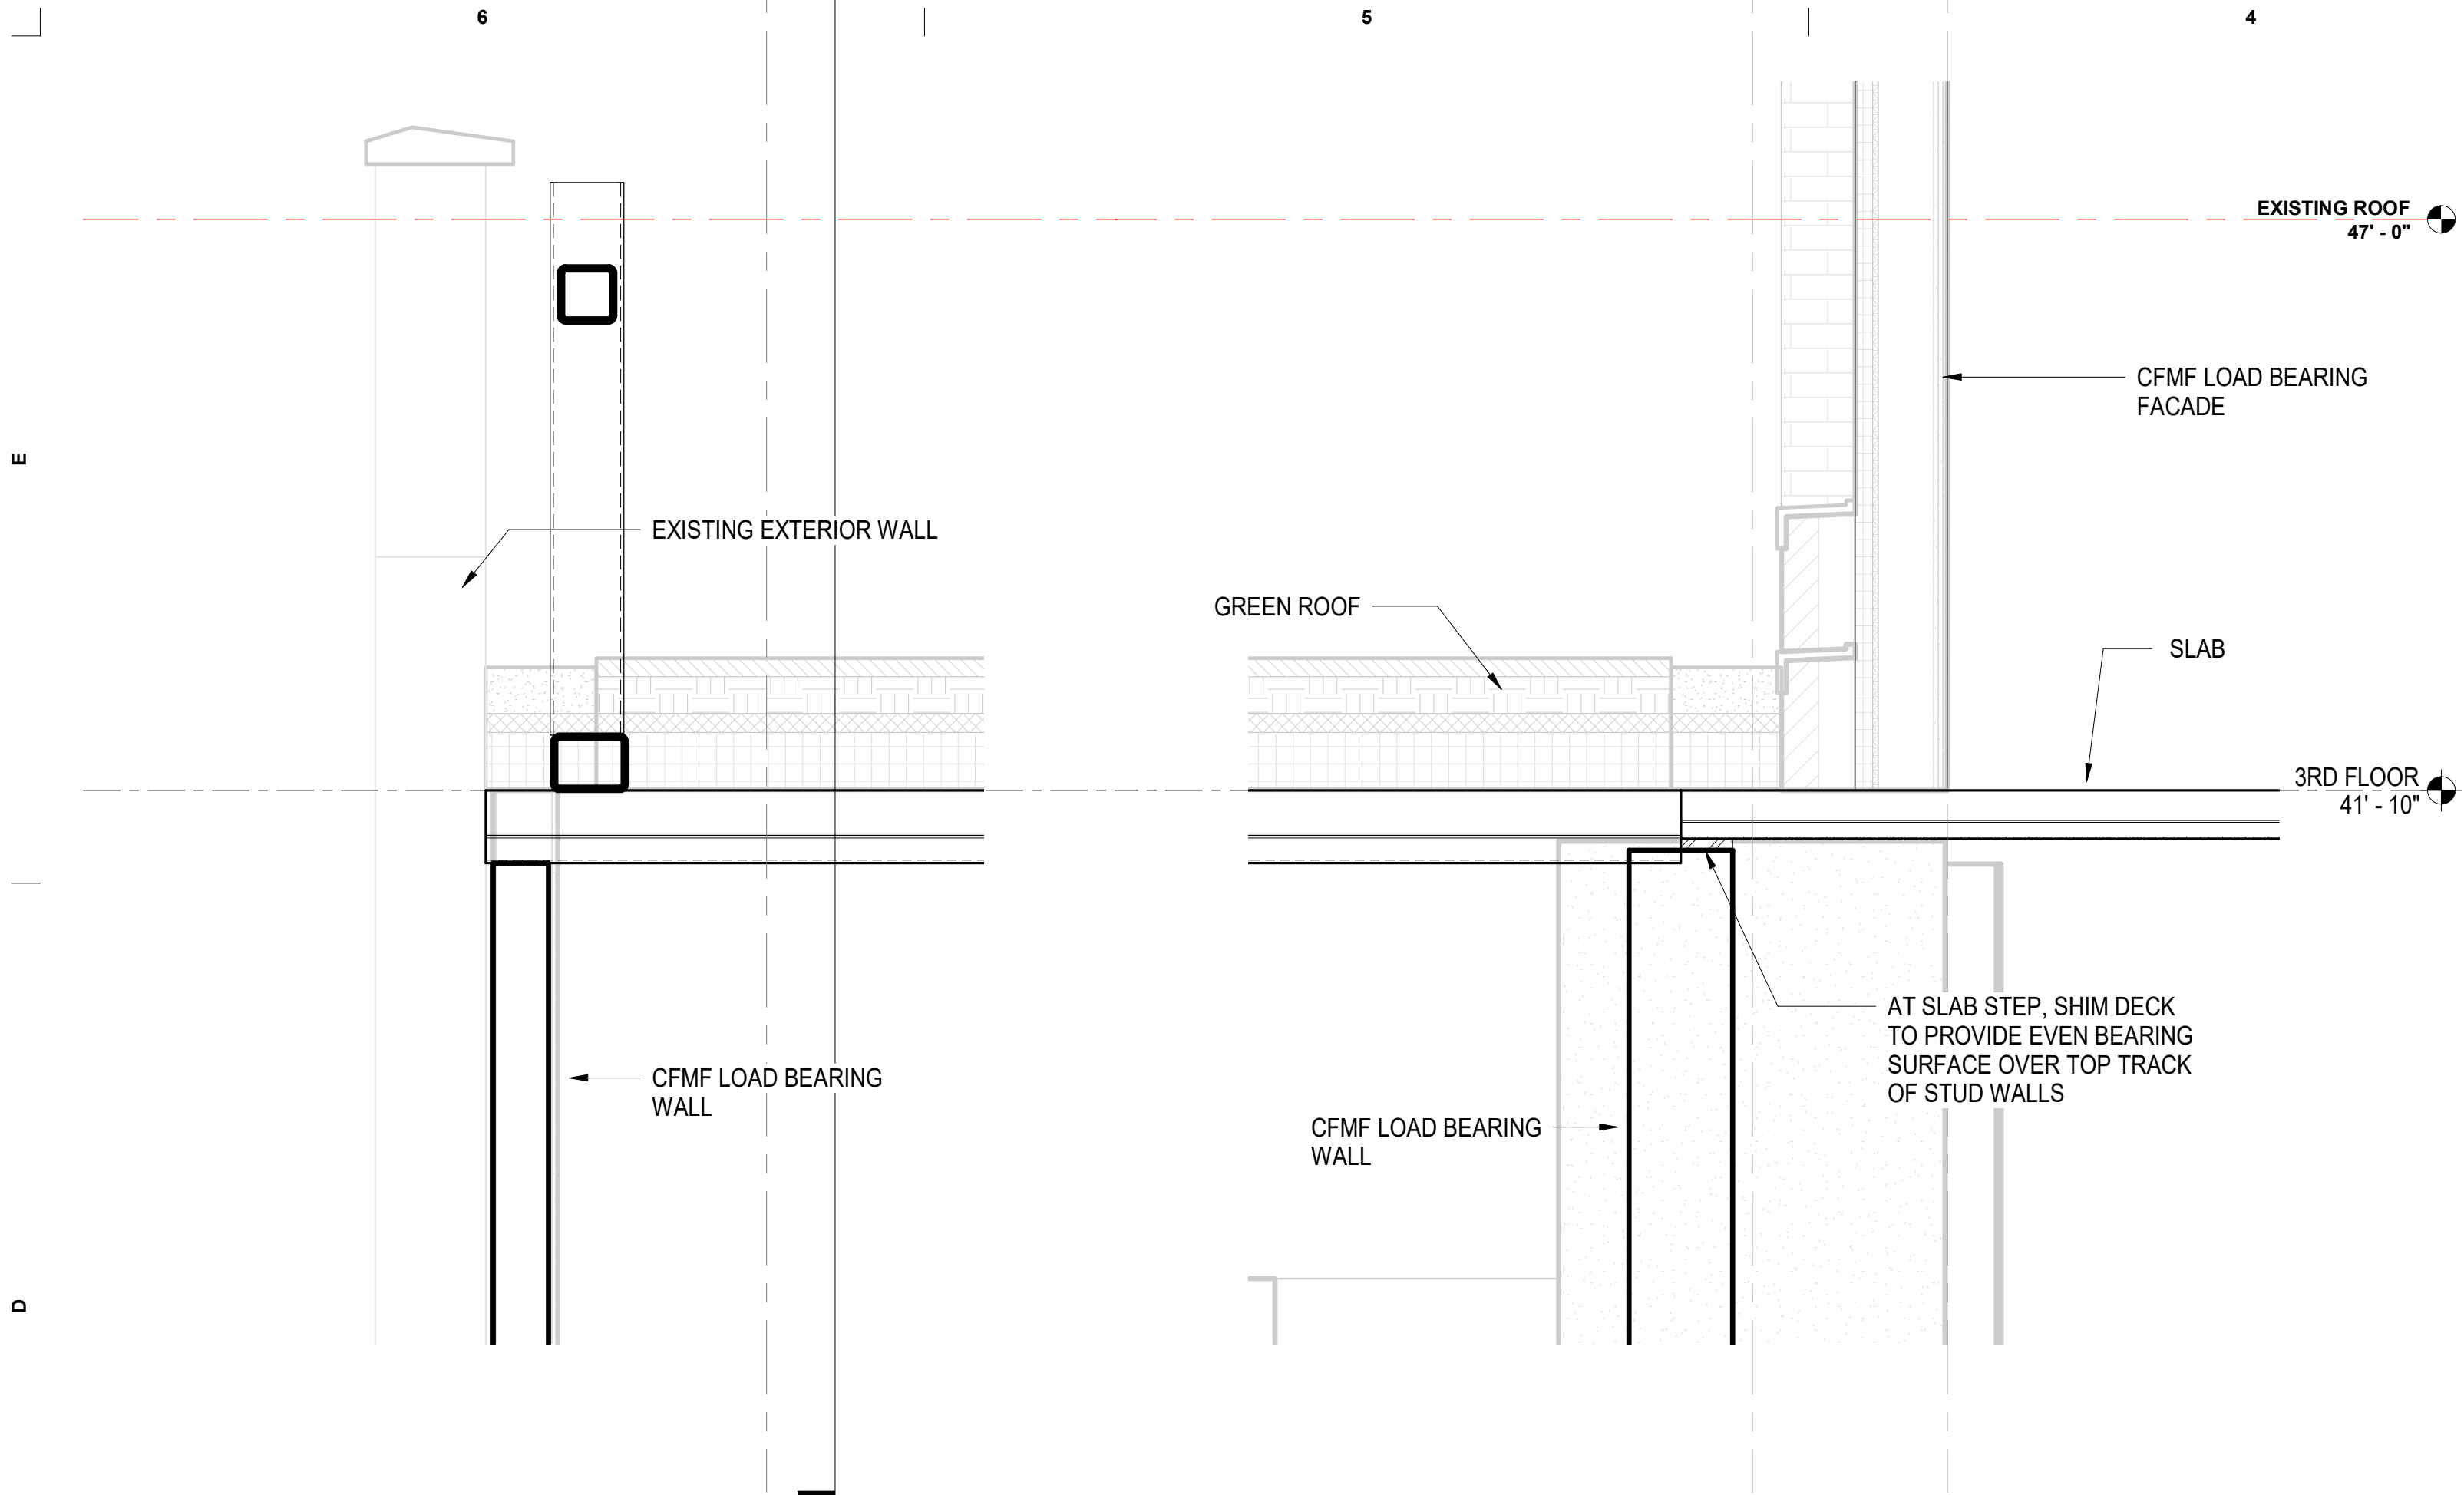 6
5
4
EXISTING ROOF
47' - 0"
CFMF LOAD BEARING
FACADE
E
EXISTING EXTERIOR WALL
GREEN ROOF
SLAB
3RD FLOOR
41' - 10"
AT SLAB STEP, SHIM DECK
TO PROVIDE EVEN BEARING
SURFACE OVER TOP TRACK
OF STUD WALLS
CFMF LOAD BEARING
WALL
CFMF LOAD BEARING
WALL
D